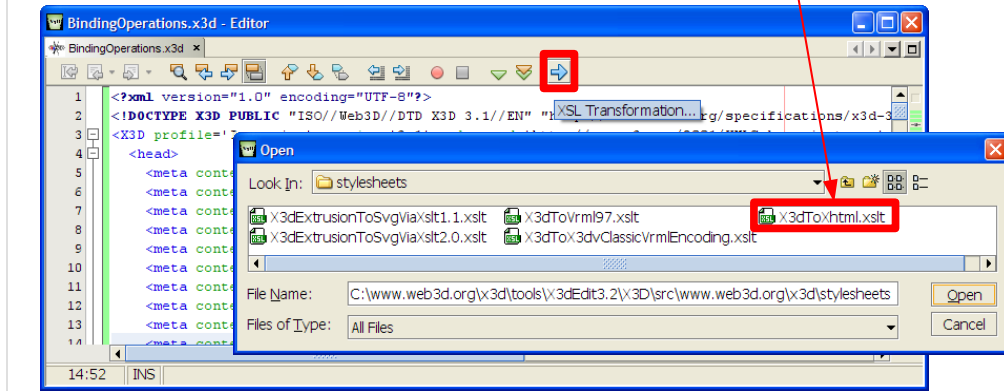 BindingOperations.x3d - Editor
BindingOperations.x3d
1 <?xml version="1.0" encoding="UTF-8"?>
2 <!DOCTYPE X3D PUBLIC "ISO//Web3D//DTD X3D 3.1//EN" "h rg/specifications/x3d-3
XSL Transformation...
3 <X3D profile='I
4 <head>
5 <meta conte
6 <meta conte
7 <meta conte
8 <meta conte
9 <meta conte
10 <meta conte
11 <meta conte
12 <meta conte
13 <meta conte
14 <meta conte
Open
Look In: stylesheets
X3dExtrusionToSvgViaXslt1.1.xslt X3dToVrml97.xslt X3dToXhtml.xslt
X3dExtrusionToSvgViaXslt2.0.xslt X3dToX3dvClassicVrmlEncoding.xslt
File Name: C:\www.web3d.org\x3d\tools\X3dEdit3.2\X3D\src\www.web3d.org\x3d\stylesheets Open
Files of Type: All Files Cancel
14:52 INS